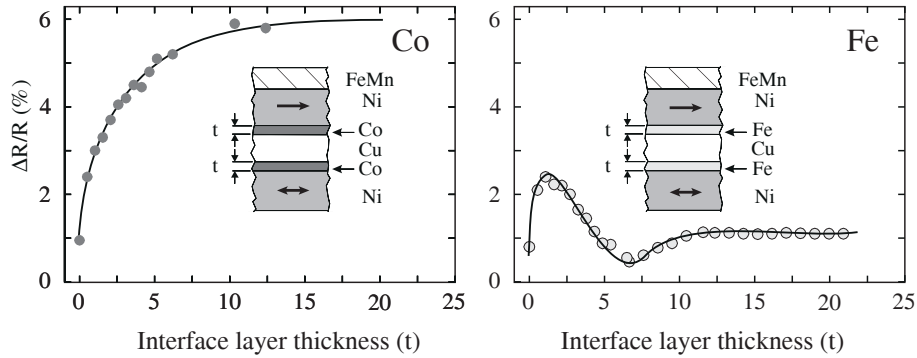 Co
ΔR/R (%)
6
4
2
0
0 5 10 15 20 25
Interface layer thickness (t)
FeMn
Ni
t
Co
Cu
t
Co
Ni
Fe
6
4
2
0
0 5 10 15 20 25
Interface layer thickness (t)
FeMn
Ni
t
Fe
Cu
t
Fe
Ni